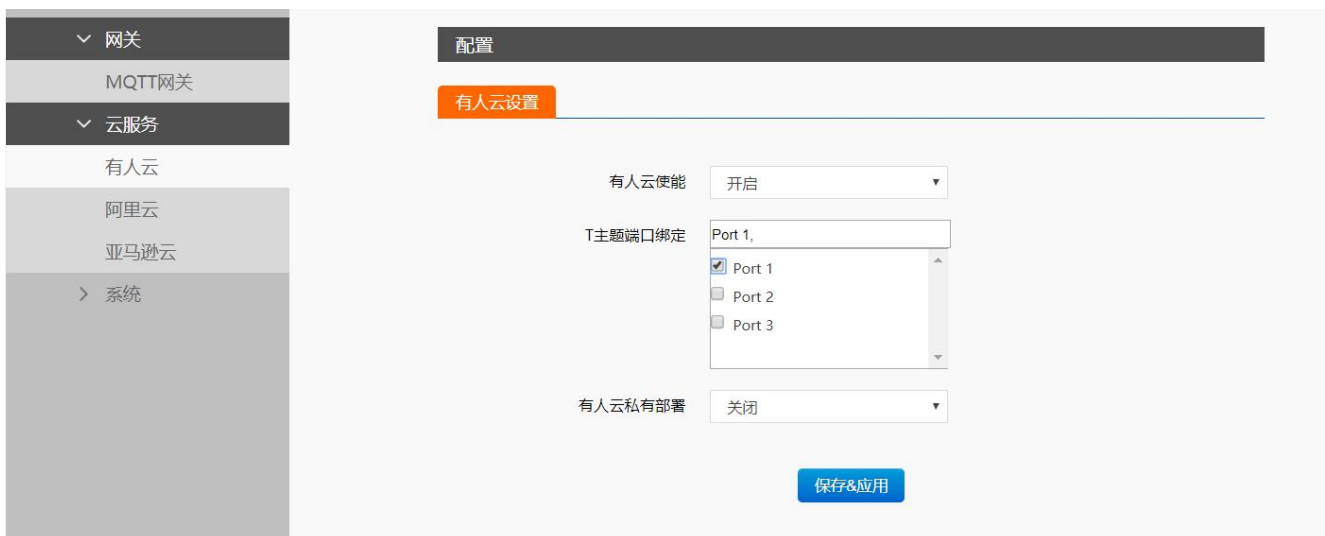 网关
MQTT网关
云服务
有人云
阿里云
亚马逊云
系统
配置
有人云设置
有人云使能 开启
T主题端口绑定 Port 1,
Port 1
Port 2
Port 3
有人云私有部署 关闭
保存&应用